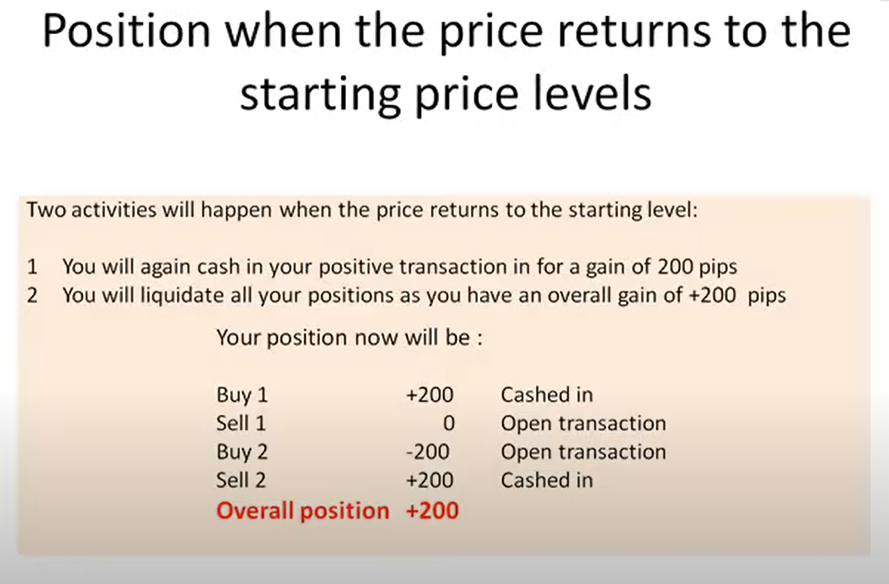 Position when the price returns to the
starting price levels
Two activities will happen when the price returns to the starting level:
1 You will again cash in your positive transaction in for a gain of 200 pips
2 You will liquidate all your positions as you have an overall gain of +200 pips
Your position now will be :
Buy 1 +200 Cashed in
Sell 1 0 Open transaction
Buy 2 -200 Open transaction
Sell 2 +200 Cashed in
Overall position +200